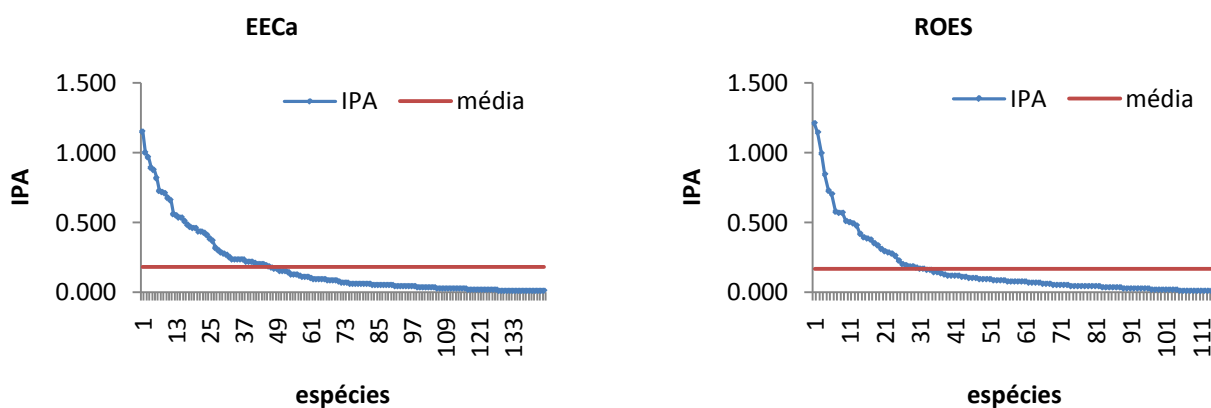 EECa
1.500
1.000
0.500
0.000
IPA
IPA média
1 13 25 37 49 61 73 85 97 109 121 133
espécies
ROES
1.500
1.000
0.500
0.000
IPA
IPA média
1 11 21 31 41 51 61 71 81 91 101 111
espécies